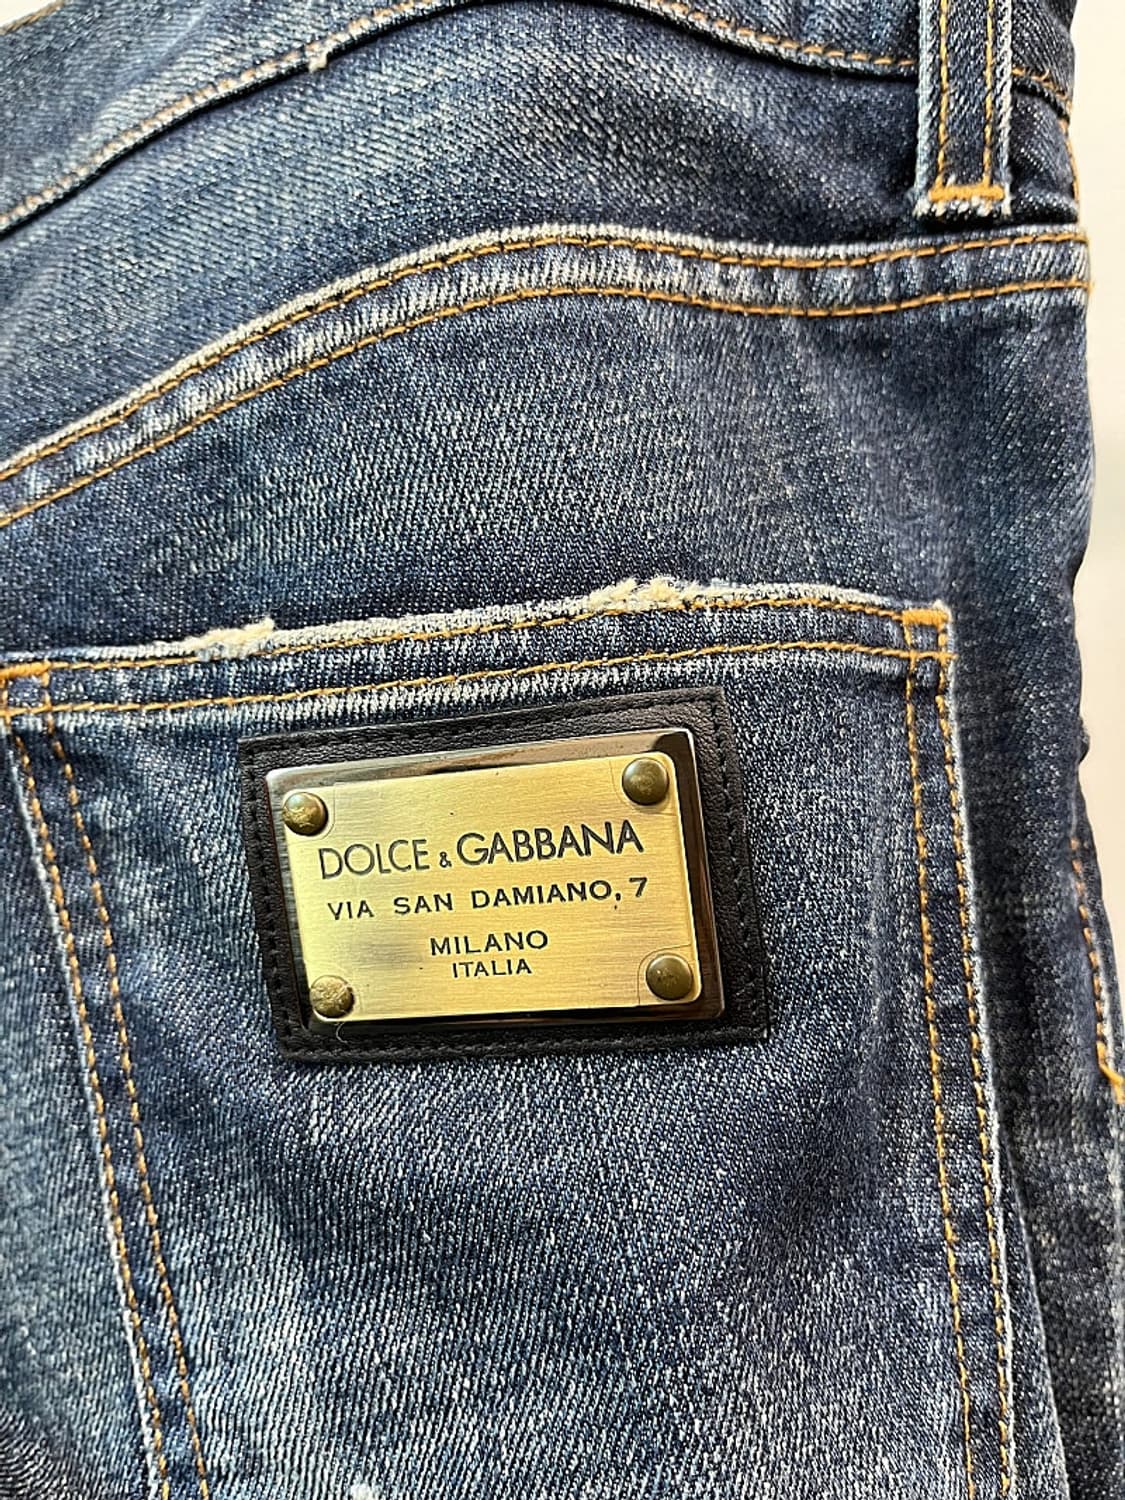 DOLCE & GABBANA
VIA SAN DAMIANO, 7
MILANO
ITALIA